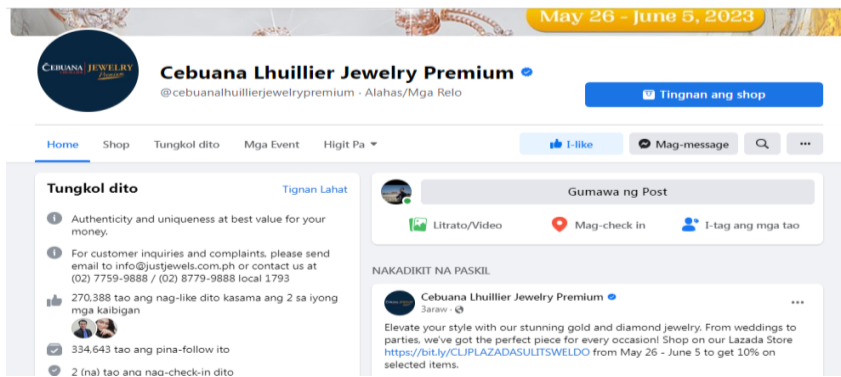 May 26 - June 5, 2023
CEBUANA JEWELRY
LHUILLIER Premium
Cebuana Lhuillier Jewelry Premium
@cebuanalhuillierjewelrypremium · Alahas/Mga Relo
Tingnan ang shop
Home Shop Tungkol dito Mga Event Higit Pa
I-like Mag-message
Tungkol dito Tignan Lahat
Authenticity and uniqueness at best value for your
money.
For customer inquiries and complaints, please send
email to info@justjewels.com.ph or contact us at
(02) 7759-9888 / (02) 8779-9888 local 1793
270,388 tao ang nag-like dito kasama ang 2 sa iyong
mga kaibigan
334,643 tao ang pina-follow ito
2 (na) tao ang nag-check-in dito
Gumawa ng Post
Litrato/Video Mag-check in I-tag ang mga tao
NAKADIKIT NA PASKIL
Cebuana Lhuillier Jewelry Premium
3araw ·
Elevate your style with our stunning gold and diamond jewelry. From weddings to
parties, we've got the perfect piece for every occasion! Shop on our Lazada Store
https://bit.ly/CLJPLAZADASULITSWELDO from May 26 - June 5 to get 10% on
selected items.